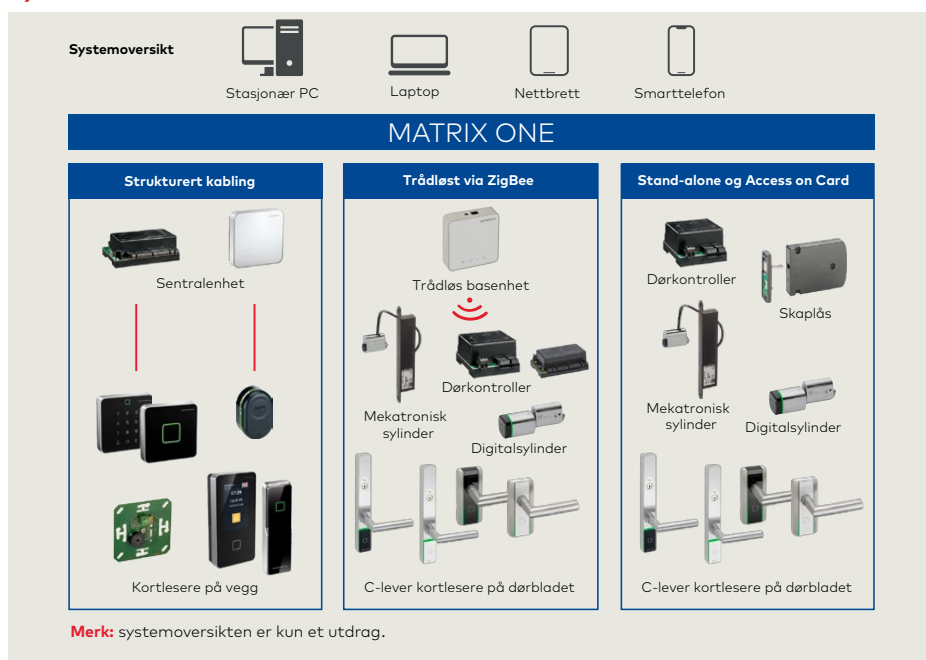 Systemoversikt
Stasjonær PC
Laptop
Nettbrett
Smarttelefon
MATRIX ONE
Strukturert kabling
Sentralenhet
Kortlesere på vegg
Trådløst via ZigBee
Trådløs basenhet
Dørkontroller
Mekatronisk
sylinder
Digitalsylinder
C-lever kortlesere på dørbladet
Stand-alone og Access on Card
Dørkontroller
Skaplås
Mekatronisk
sylinder
Digitalsylinder
C-lever kortlesere på dørbladet
Merk: systemoversikten er kun et utdrag.